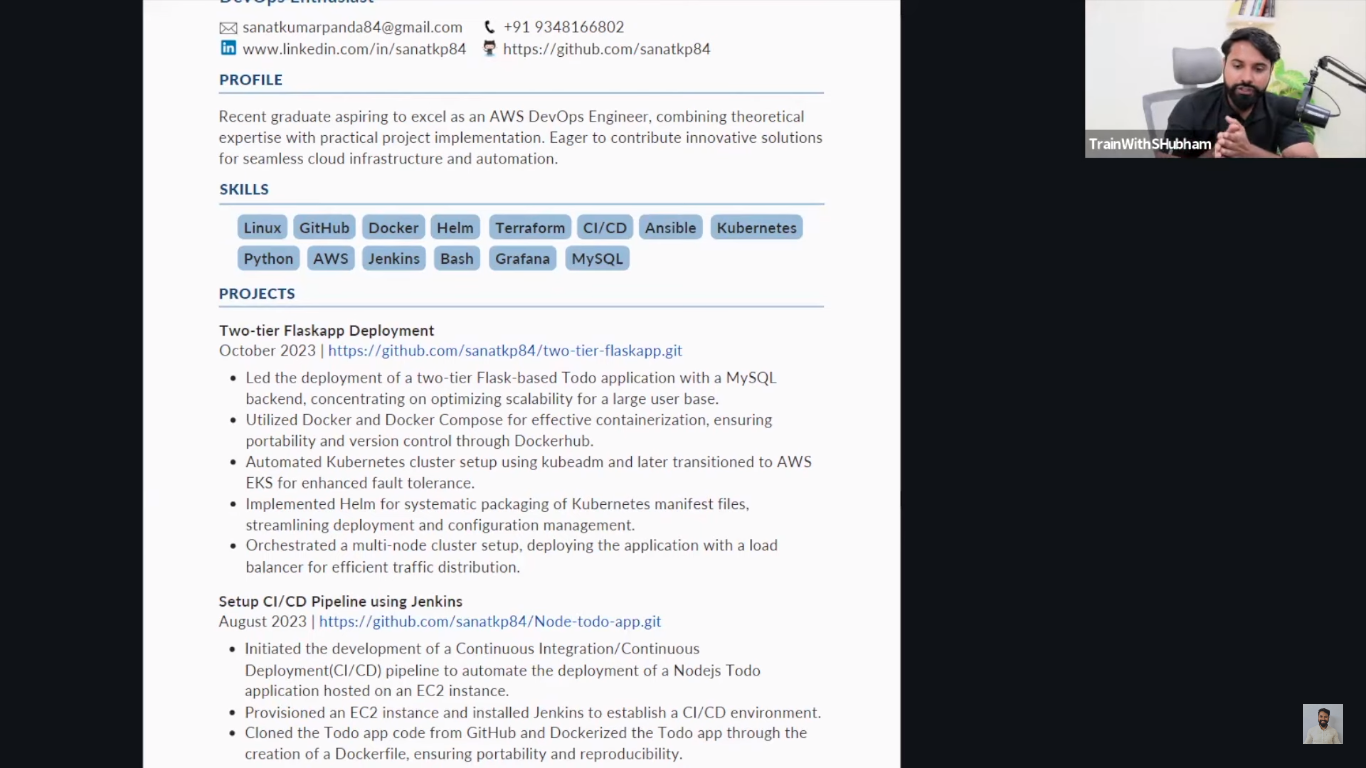 DevOps Enthusiast
sanatkumarpanda84@gmail.com +91 9348166802
www.linkedin.com/in/sanatkp84 https://github.com/sanatkp84
PROFILE
Recent graduate aspiring to excel as an AWS DevOps Engineer, combining theoretical
expertise with practical project implementation. Eager to contribute innovative solutions
for seamless cloud infrastructure and automation.
SKILLS
Linux GitHub Docker Helm Terraform CI/CD Ansible Kubernetes
Python AWS Jenkins Bash Grafana MySQL
PROJECTS
Two-tier Flaskapp Deployment
October 2023 | https://github.com/sanatkp84/two-tier-flaskapp.git
• Led the deployment of a two-tier Flask-based Todo application with a MySQL
backend, concentrating on optimizing scalability for a large user base.
• Utilized Docker and Docker Compose for effective containerization, ensuring
portability and version control through Dockerhub.
• Automated Kubernetes cluster setup using kubeadm and later transitioned to AWS
EKS for enhanced fault tolerance.
• Implemented Helm for systematic packaging of Kubernetes manifest files,
streamlining deployment and configuration management.
• Orchestrated a multi-node cluster setup, deploying the application with a load
balancer for efficient traffic distribution.
Setup CI/CD Pipeline using Jenkins
August 2023 | https://github.com/sanatkp84/Node-todo-app.git
• Initiated the development of a Continuous Integration/Continuous
Deployment(CI/CD) pipeline to automate the deployment of a Nodejs Todo
application hosted on an EC2 instance.
• Provisioned an EC2 instance and installed Jenkins to establish a CI/CD environment.
• Cloned the Todo app code from GitHub and Dockerized the Todo app through the
creation of a Dockerfile, ensuring portability and reproducibility.
TrainWithSHubham